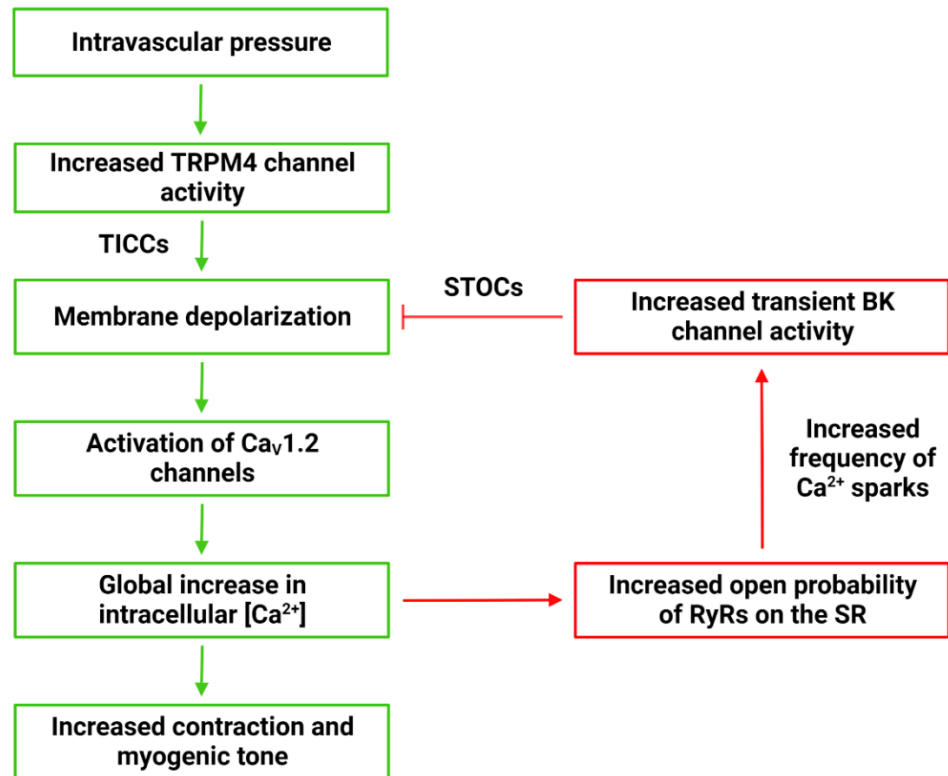 Intravascular pressure
Increased TRPM4 channel
activity
TICCs
Membrane depolarization
STOCs
Increased transient BK
channel activity
Activation of Caᵥ1.2
channels
Increased
frequency of
Ca²⁺ sparks
Global increase in
intracellular [Ca²⁺]
Increased open probability
of RyRs on the SR
Increased contraction and
myogenic tone